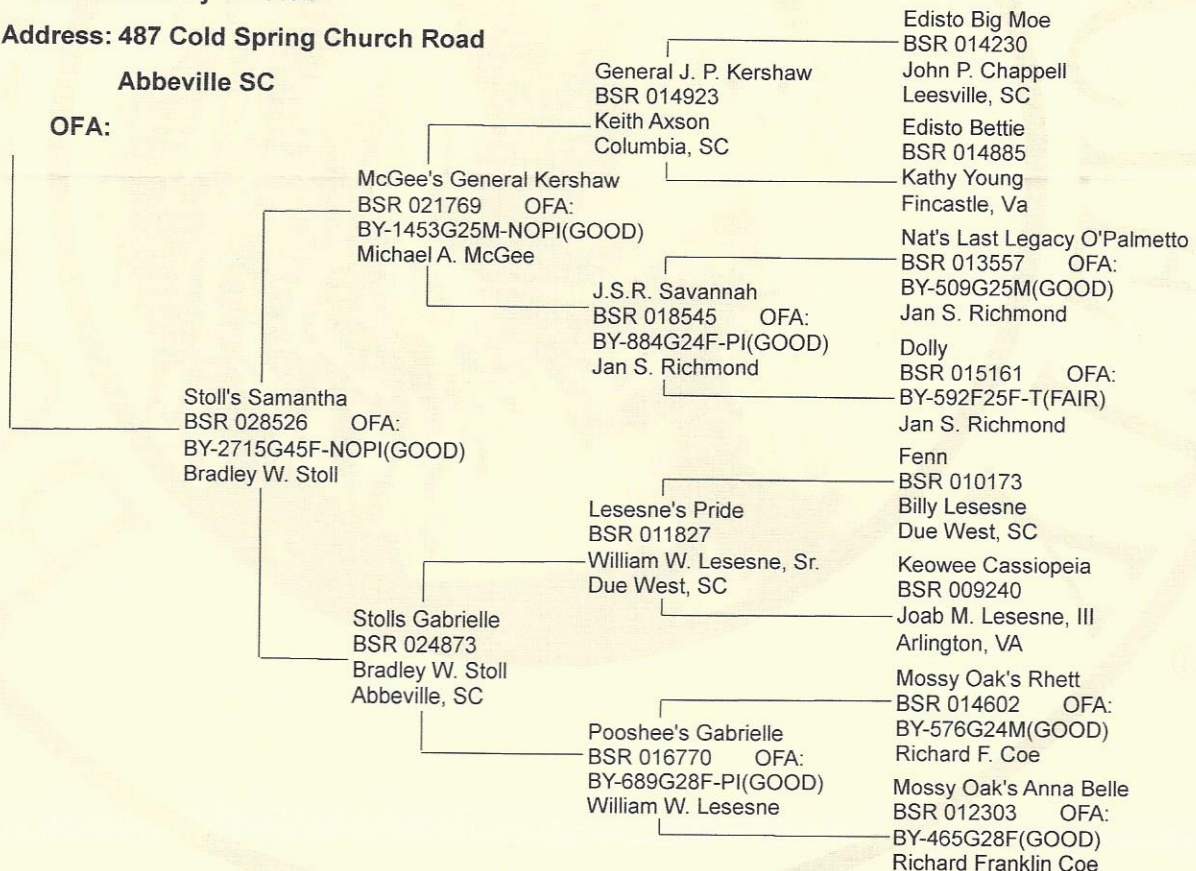 Address: 487 Cold Spring Church Road
Abbeville SC
OFA:
Stoll's Samantha
BSR 028526 OFA:
BY-2715G45F-NOPI(GOOD)
Bradley W. Stoll
McGee's General Kershaw
BSR 021769 OFA:
BY-1453G25M-NOPI(GOOD)
Michael A. McGee
Stolls Gabrielle
BSR 024873
Bradley W. Stoll
Abbeville, SC
General J. P. Kershaw
BSR 014923
Keith Axson
Columbia, SC
J.S.R. Savannah
BSR 018545 OFA:
BY-884G24F-PI(GOOD)
Jan S. Richmond
Lesesne's Pride
BSR 011827
William W. Lesesne, Sr.
Due West, SC
Pooshee's Gabrielle
BSR 016770 OFA:
BY-689G28F-PI(GOOD)
William W. Lesesne
Edisto Big Moe
BSR 014230
John P. Chappell
Leesville, SC
Edisto Bettie
BSR 014885
Kathy Young
Fincastle, Va
Nat's Last Legacy O'Palmetto
BSR 013557 OFA:
BY-509G25M(GOOD)
Jan S. Richmond
Dolly
BSR 015161 OFA:
BY-592F25F-T(FAIR)
Jan S. Richmond
Fenn
BSR 010173
Billy Lesesne
Due West, SC
Keowee Cassiopeia
BSR 009240
Joab M. Lesesne, III
Arlington, VA
Mossy Oak's Rhett
BSR 014602 OFA:
BY-576G24M(GOOD)
Richard F. Coe
Mossy Oak's Anna Belle
BSR 012303 OFA:
BY-465G28F(GOOD)
Richard Franklin Coe